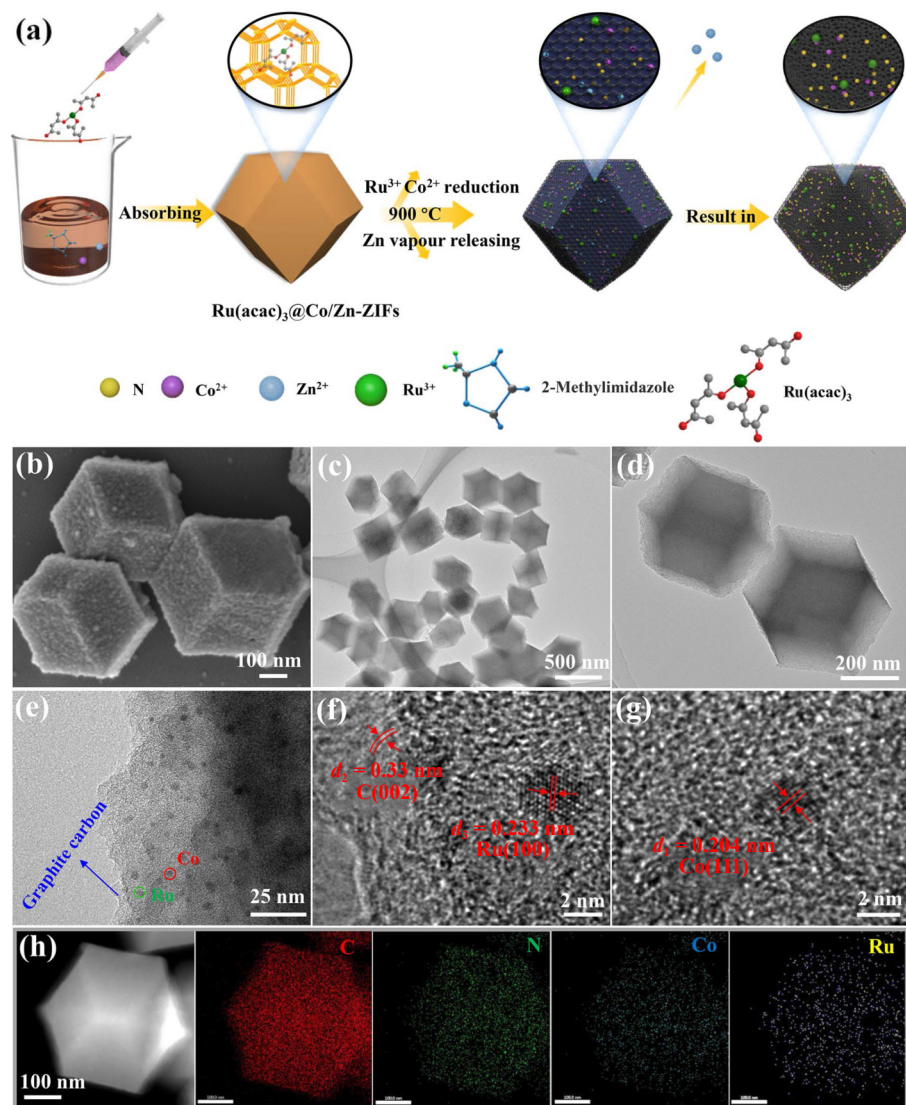 (a)
Absorbing
Ru³⁺ Co²⁺ reduction
900 °C
Zn vapour releasing
Result in
Ru(acac)₃@Co/Zn-ZIFs
N
Co²⁺
Zn²⁺
Ru³⁺
2-Methylimidazole
Ru(acac)₃
(b)
100 nm
(c)
500 nm
(d)
200 nm
(e)
Graphite carbon
Co
Ru
25 nm
(f)
d₂ = 0.33 nm
C(002)
d₃ = 0.233 nm
Ru(100)
2 nm
(g)
d₁ = 0.204 nm
Co(111)
2 nm
(h)
100 nm
C
N
Co
Ru